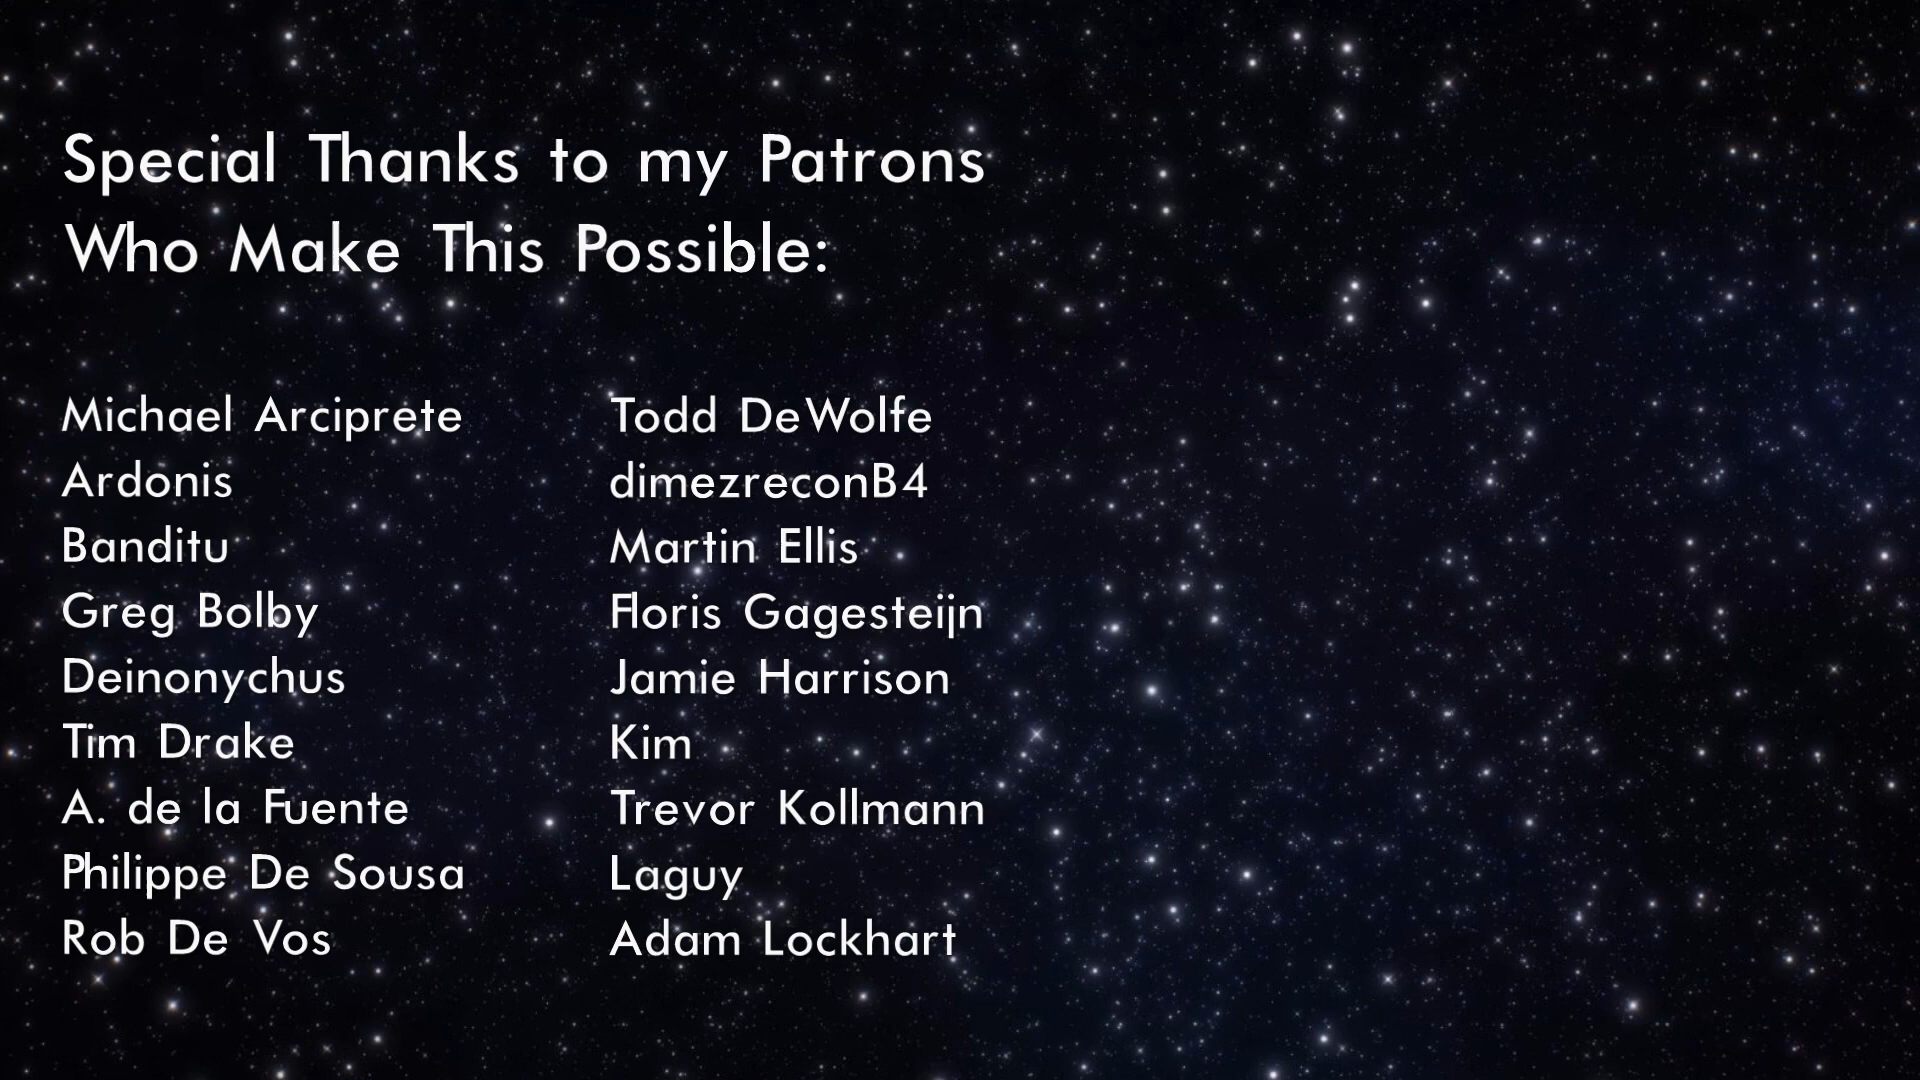 Special Thanks to my Patrons
Who Make This Possible:
Michael Arciprete
Ardonis
Banditu
Greg Bolby
Deinonychus
Tim Drake
A. de la Fuente
Philippe De Sousa
Rob De Vos
Todd DeWolfe
dimezreconB4
Martin Ellis
Floris Gagesteijn
Jamie Harrison
Kim
Trevor Kollmann
Laguy
Adam Lockhart